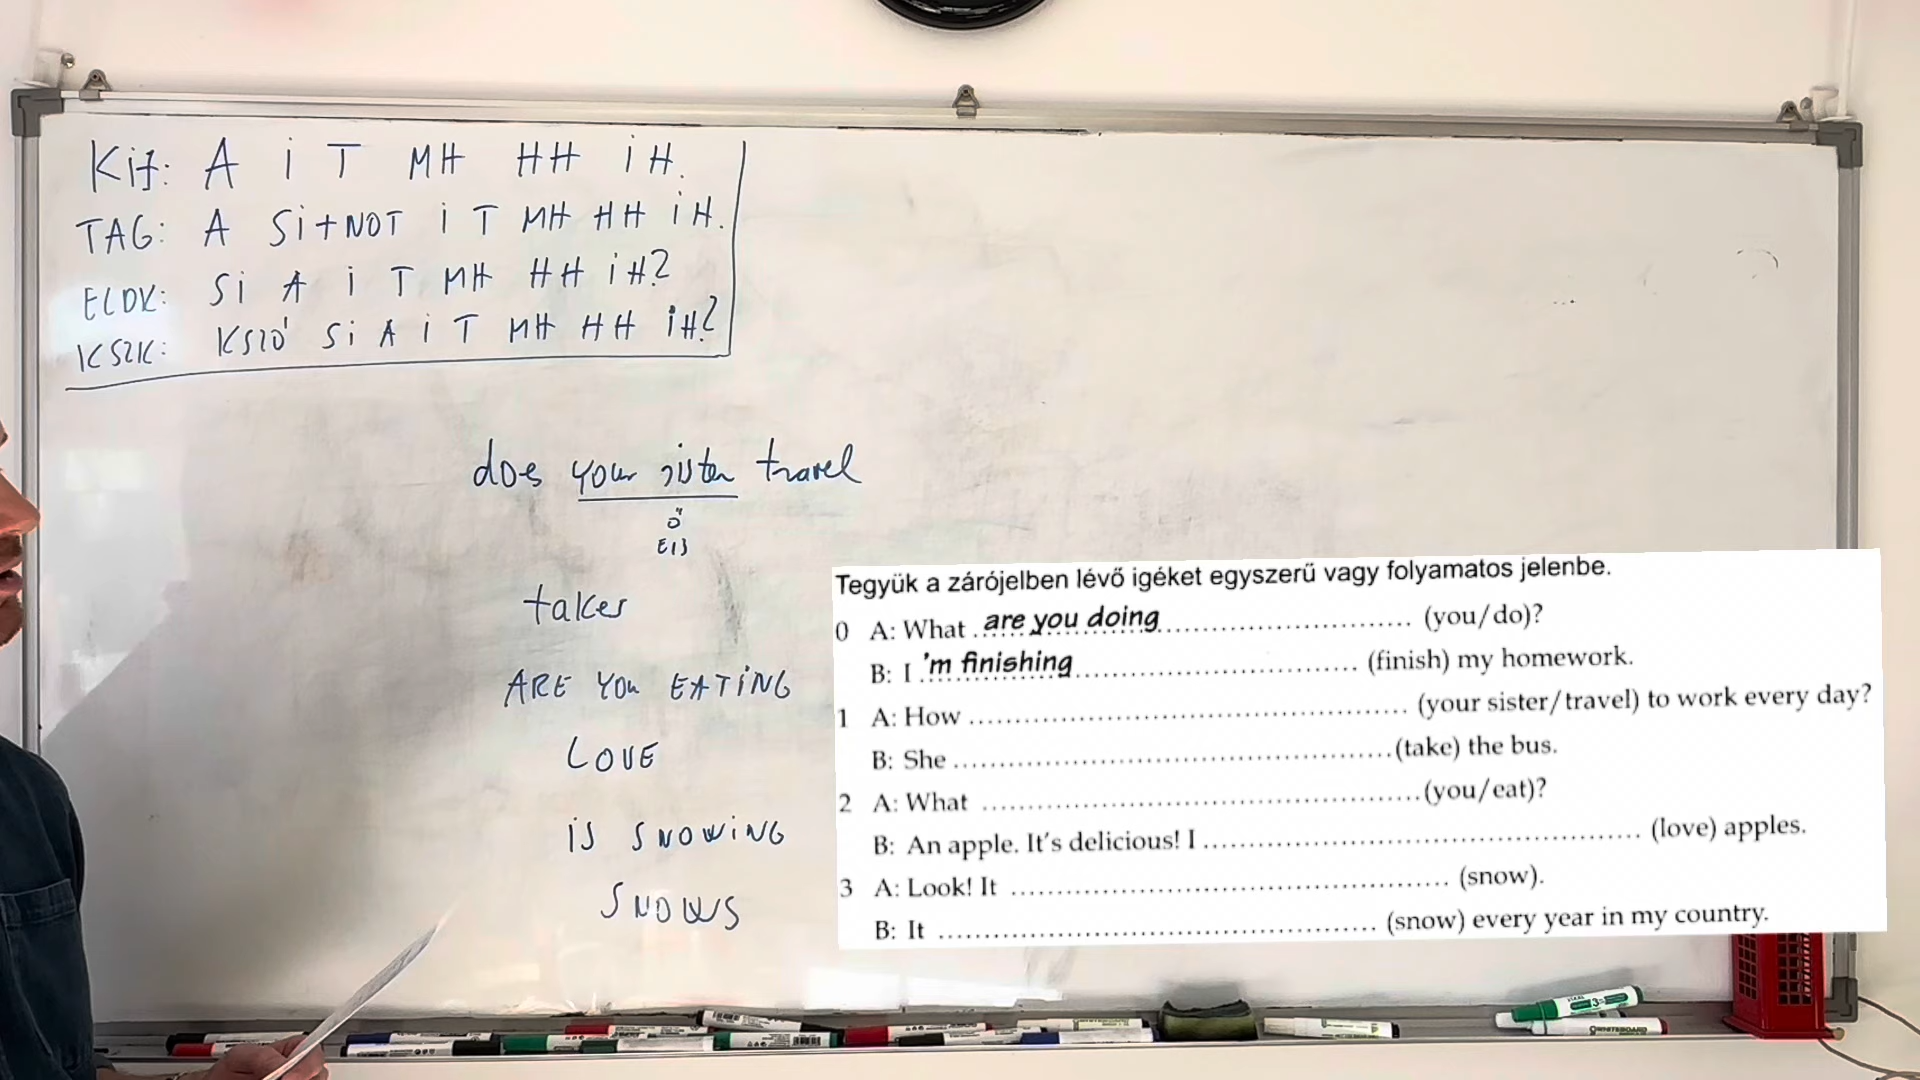 Kij: A i T MH HH iH.
TAG: A Si+NOT i T MH HH iH.
ELDK: Si A i T MH HH iH?
KSZK: KSZÓ Si A i T MH HH iH?
does your sister travel
ő
E/3
takes
ARE YOU EATING
LOVE
iS SNOWING
SNOWS
Tegyük a zárójelben lévő igéket egyszerű vagy folyamatos jelenbe.
0 A: What are you doing (you/do)?
B: I 'm finishing (finish) my homework.
1 A: How (your sister/travel) to work every day?
B: She (take) the bus.
2 A: What (you/eat)?
B: An apple. It's delicious! I (love) apples.
3 A: Look! It (snow).
B: It (snow) every year in my country.